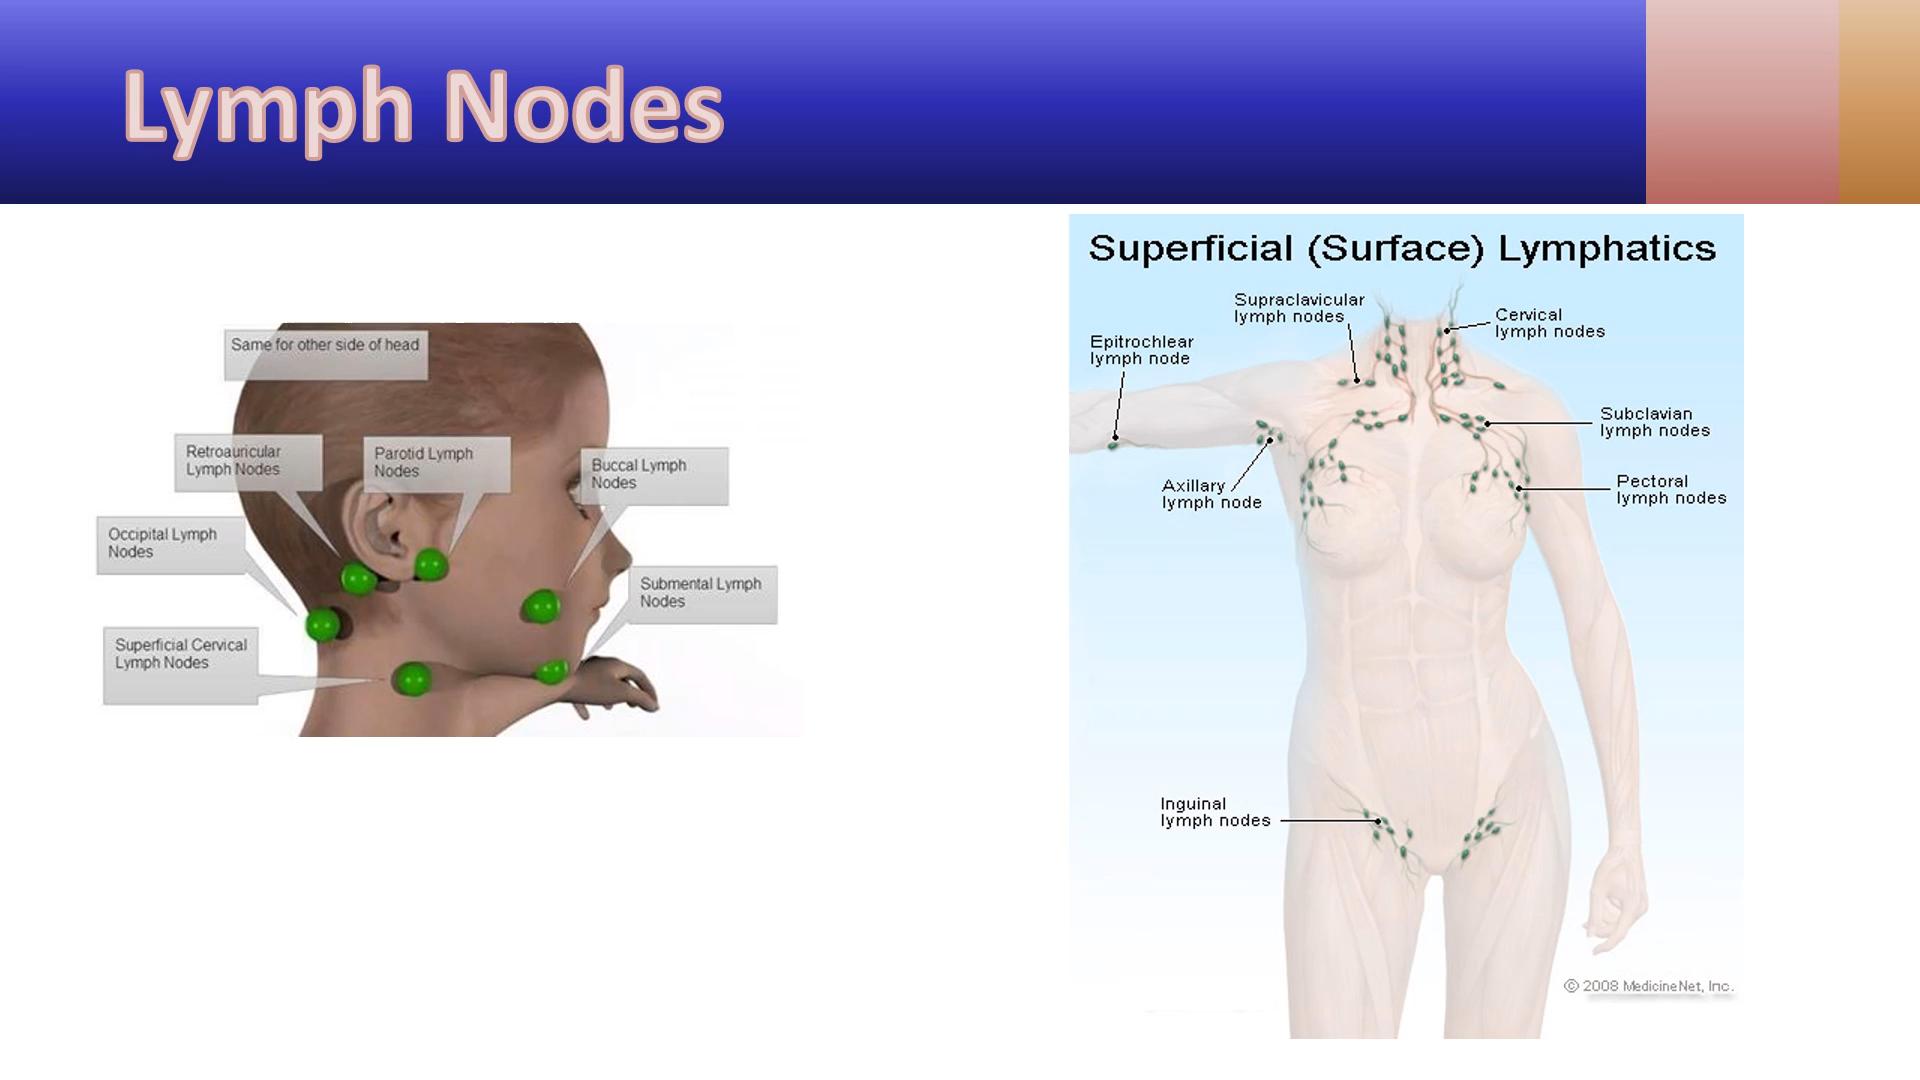 Lymph Nodes
Same for other side of head
Retroauricular
Lymph Nodes
Parotid Lymph
Nodes
Buccal Lymph
Nodes
Occipital Lymph
Nodes
Submental Lymph
Nodes
Superficial Cervical
Lymph Nodes
Superficial (Surface) Lymphatics
Supraclavicular
lymph nodes
Cervical
lymph nodes
Epitrochlear
lymph node
Subclavian
lymph nodes
Axillary
lymph node
Pectoral
lymph nodes
Inguinal
lymph nodes
© 2008 MedicineNet, Inc.